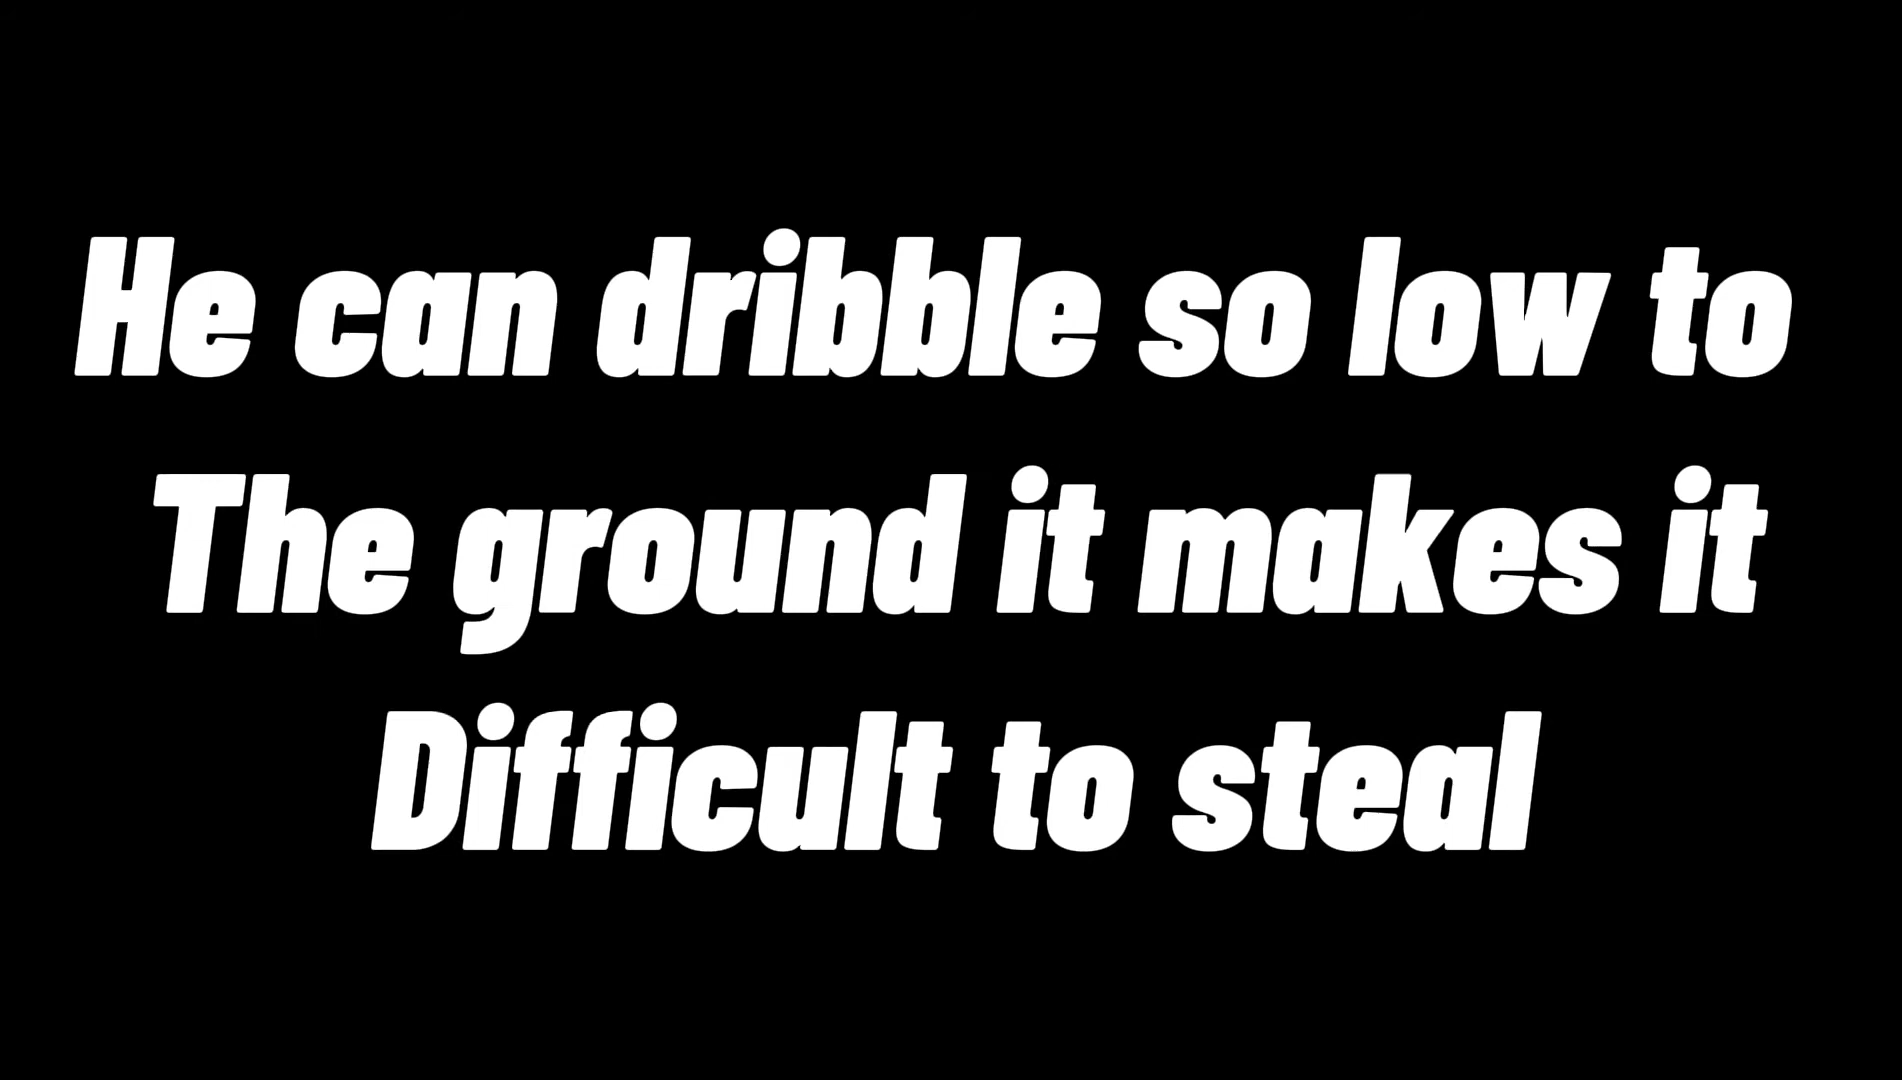 He can dribble so low to
The ground it makes it
Difficult to steal